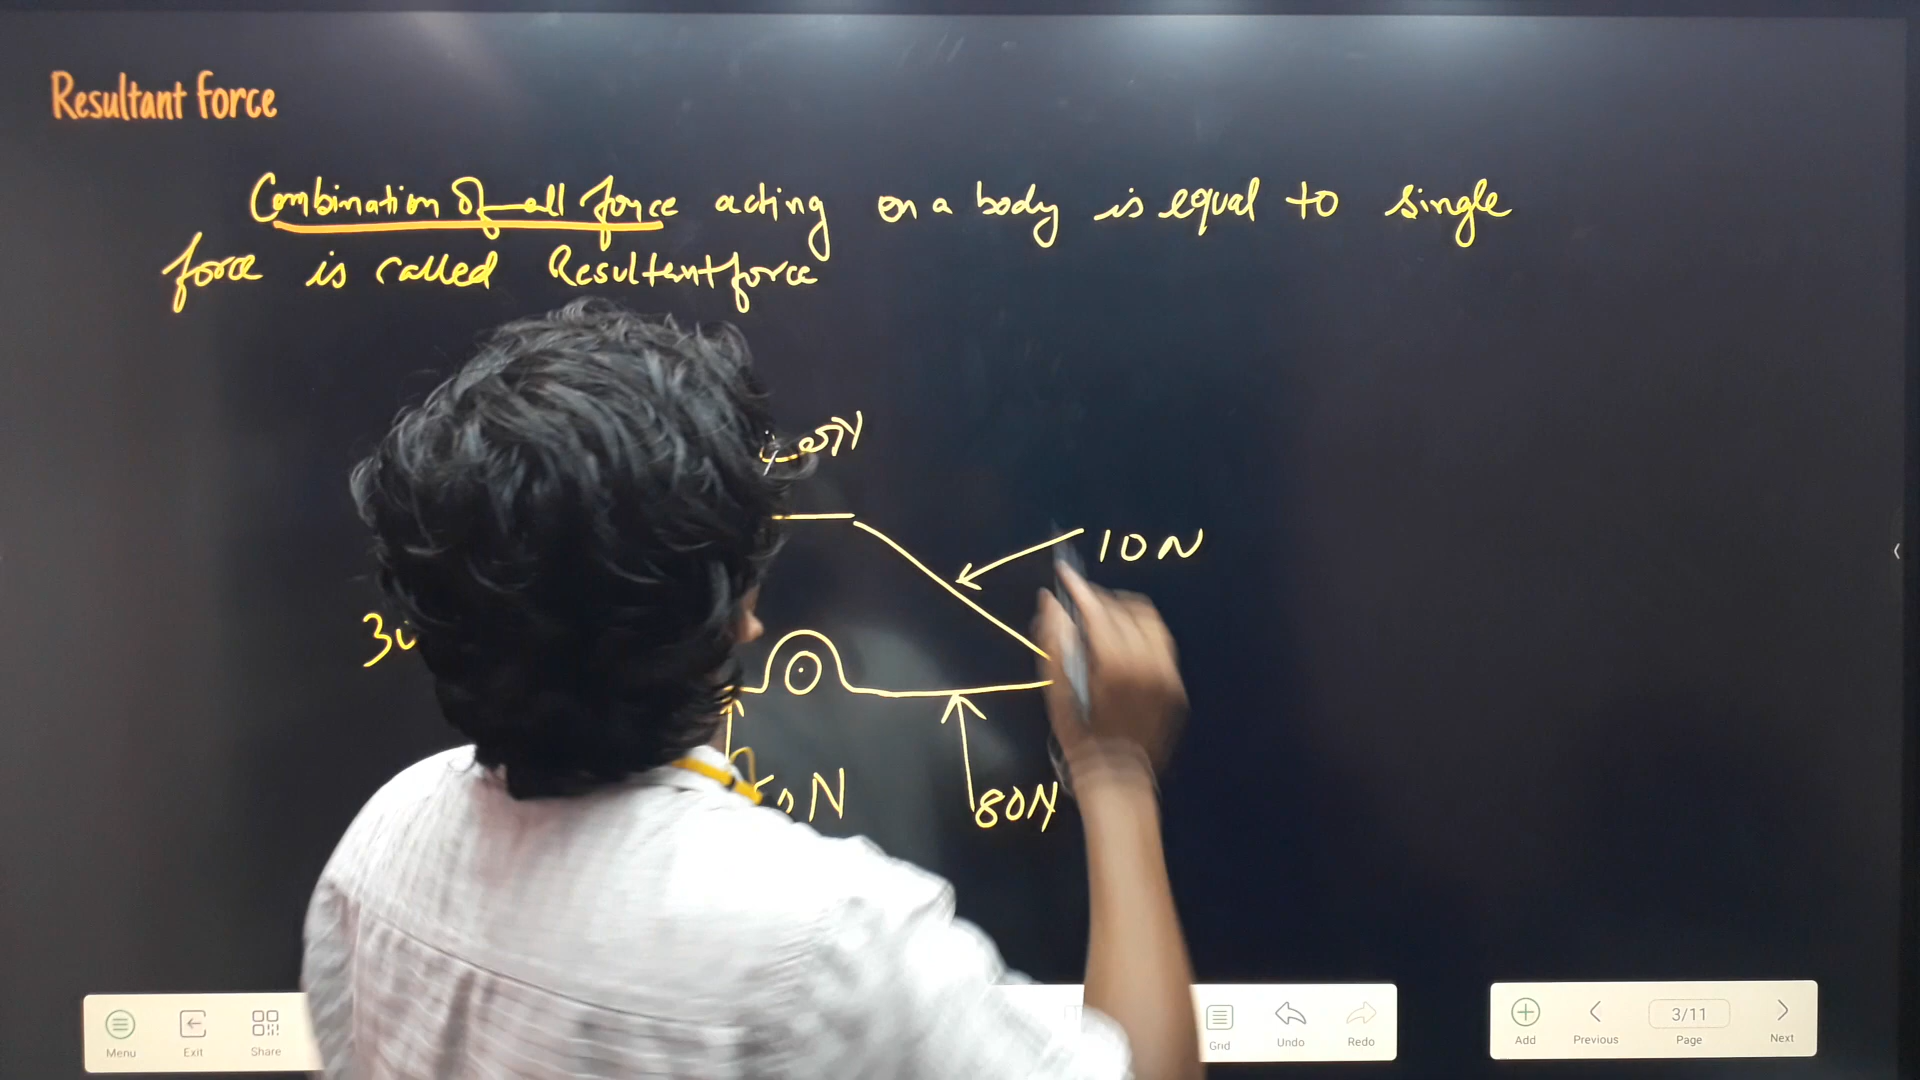 Resultant force
Combination of all force acting on a body is equal to single
force is called Resultant force
10 N
80N
Menu
Exit
Share
Grid
Undo
Redo
Add
Previous
3/11
Page
Next